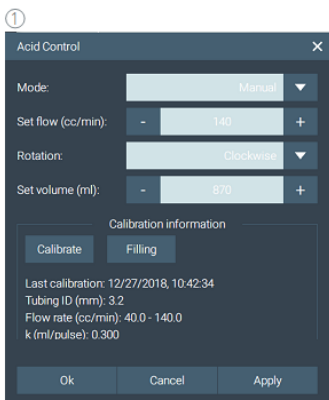 ①
Acid Control ×
Mode: Manual
Set flow (cc/min): - 140 +
Rotation: Clockwise
Set volume (ml): - 870 +
Calibration information
Calibrate Filling
Last calibration: 12/27/2018, 10:42:34
Tubing ID (mm): 3.2
Flow rate (cc/min): 40.0 - 140.0
k (ml/pulse): 0.300
Ok Cancel Apply